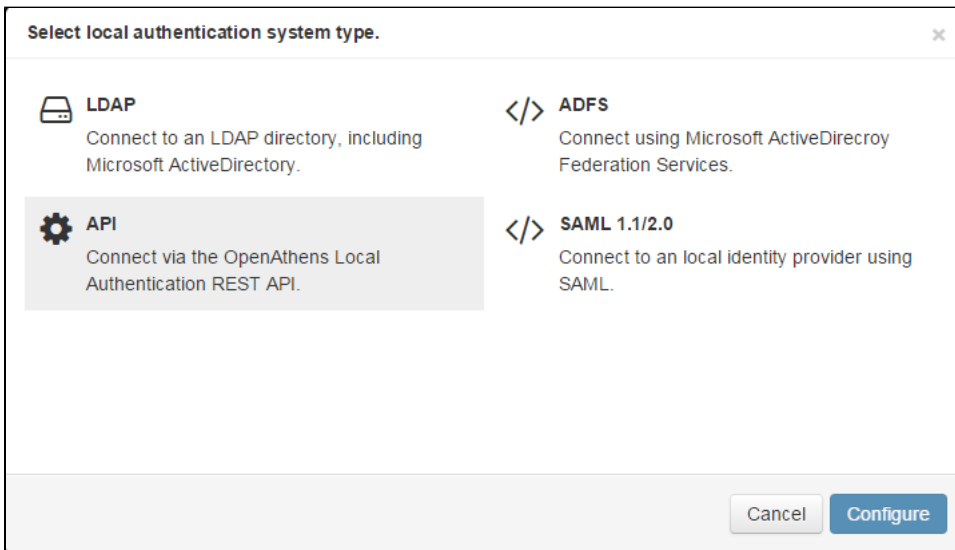 Select local authentication system type.
×
LDAP
Connect to an LDAP directory, including
Microsoft ActiveDirectory.
</> ADFS
Connect using Microsoft ActiveDirecroy
Federation Services.
API
Connect via the OpenAthens Local
Authentication REST API.
</> SAML 1.1/2.0
Connect to an local identity provider using
SAML.
Cancel
Configure